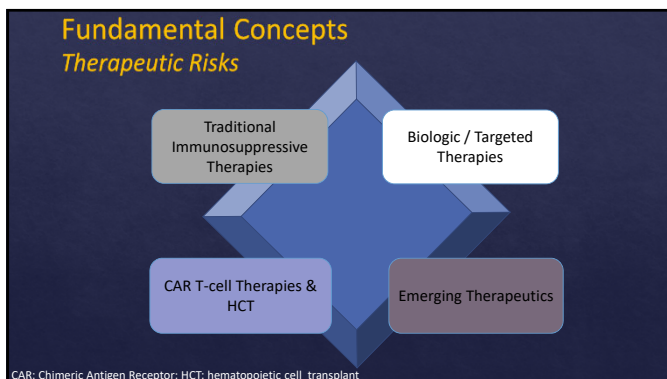 Fundamental Concepts
Therapeutic Risks
Traditional
Immunosuppressive
Therapies
Biologic / Targeted
Therapies
CAR T-cell Therapies &
HCT
Emerging Therapeutics
CAR: Chimeric Antigen Receptor; HCT: hematopoietic cell transplant